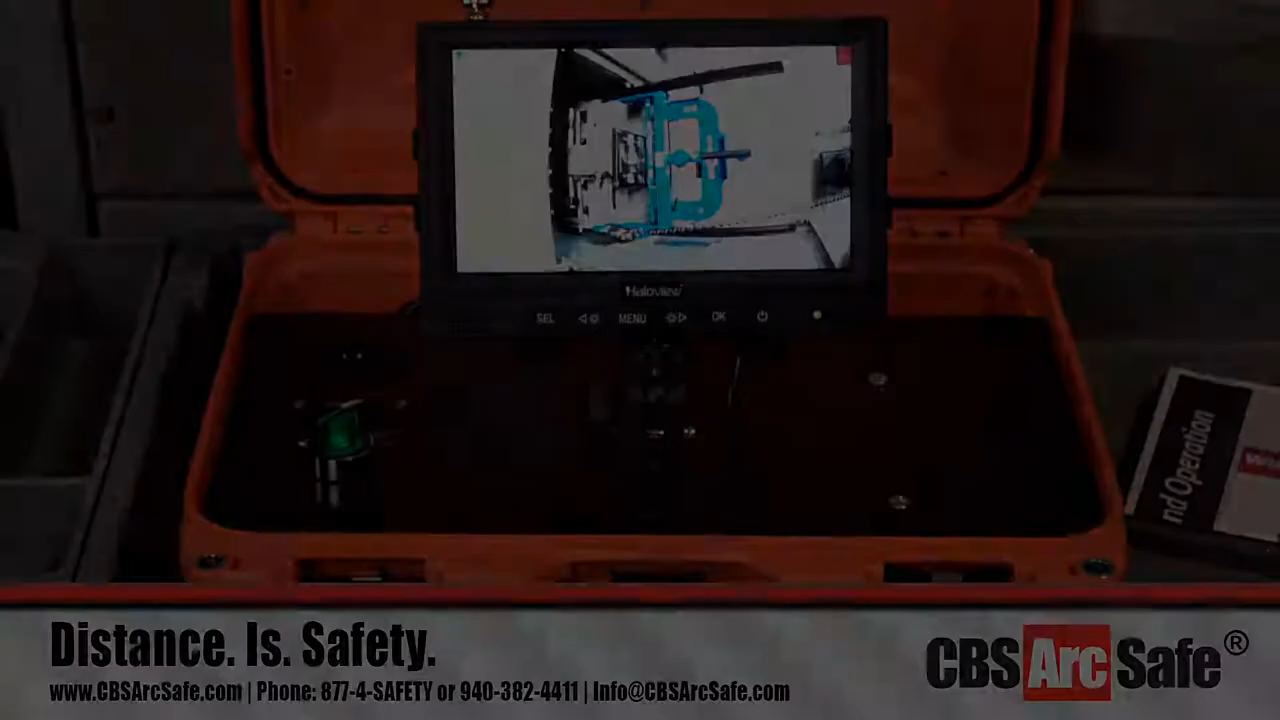 Haloview
SEL
MENU
OK
nd Operation
Distance. Is. Safety.
www.CBSArcSafe.com | Phone: 877-4-SAFETY or 940-382-4411 | Info@CBSArcSafe.com
CBS ArcSafe®